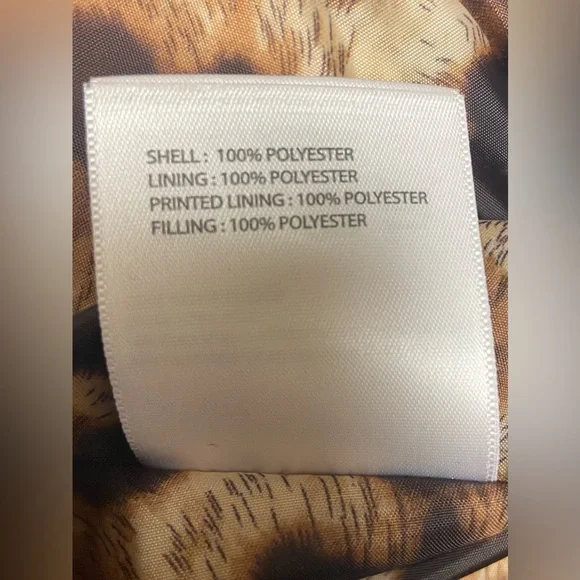 SHELL : 100% POLYESTER
LINING : 100% POLYESTER
PRINTED LINING : 100% POLYESTER
FILLING : 100% POLYESTER